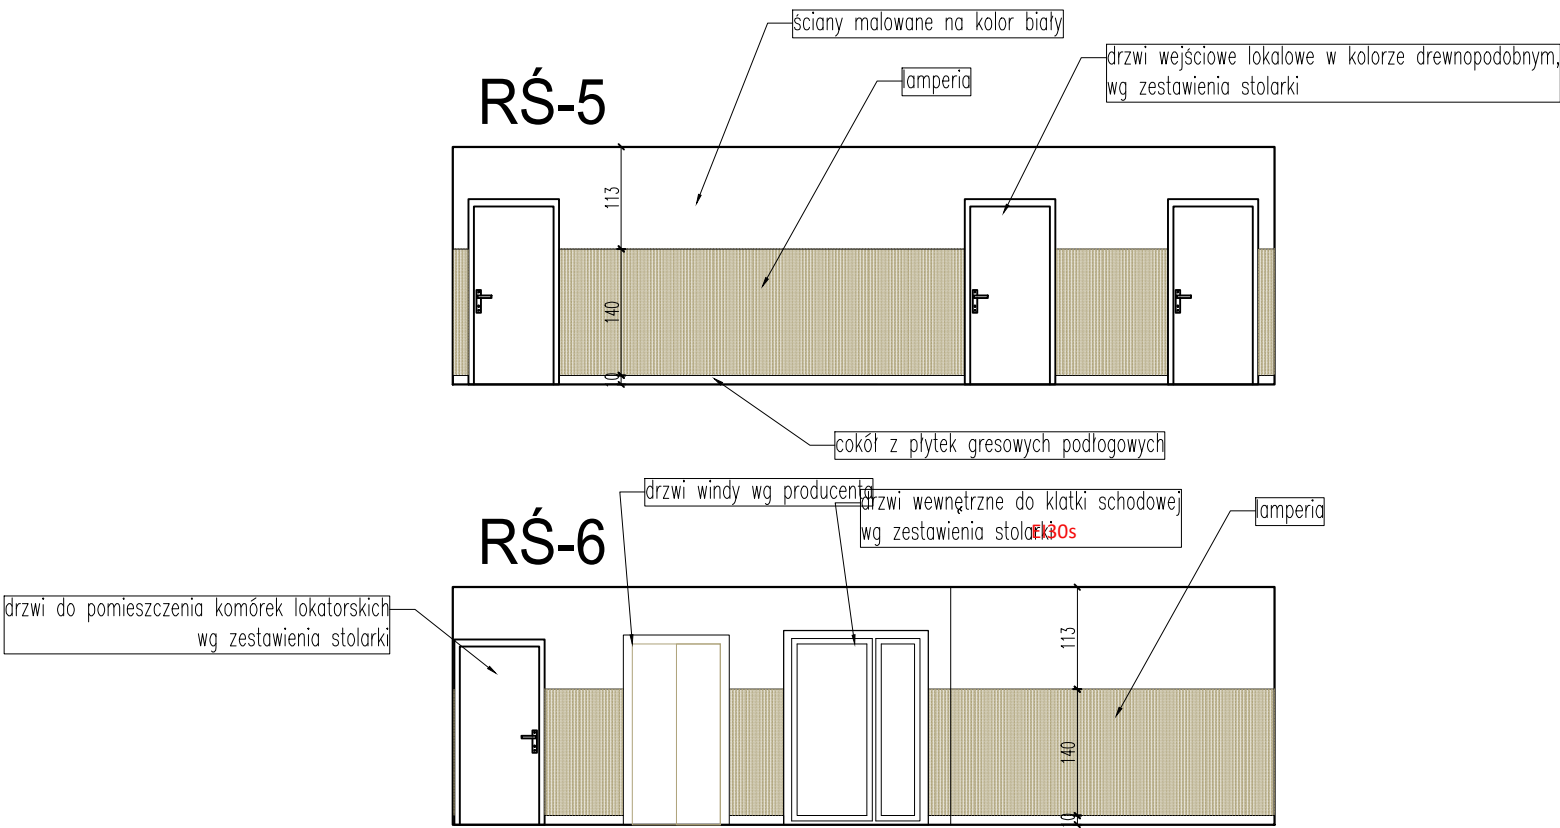 ściany malowane na kolor biały
drzwi wejściowe lokalowe w kolorze drewnopodobnym,
wg zestawienia stolarki
lamperia
RŚ-5
113
140
10
cokół z płytek gresowych podłogowych
drzwi windy wg producenta
drzwi wewnętrzne do klatki schodowej
wg zestawienia stolarki EI30s
lamperia
RŚ-6
drzwi do pomieszczenia komórek lokatorskich
wg zestawienia stolarki
113
140
10